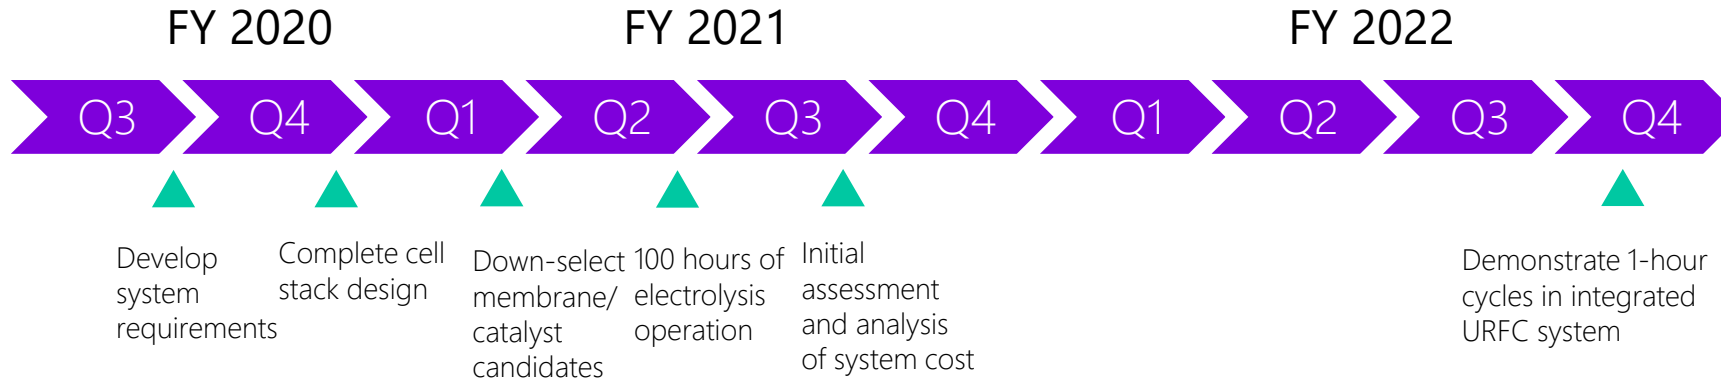 FY 2020
FY 2021
FY 2022
Q3
Q4
Q1
Q2
Q3
Q4
Q1
Q2
Q3
Q4
Develop
system
requirements
Complete cell
stack design
Down-select
membrane/
catalyst
candidates
100 hours of
electrolysis
operation
Initial
assessment
and analysis
of system cost
Demonstrate 1-hour
cycles in integrated
URFC system